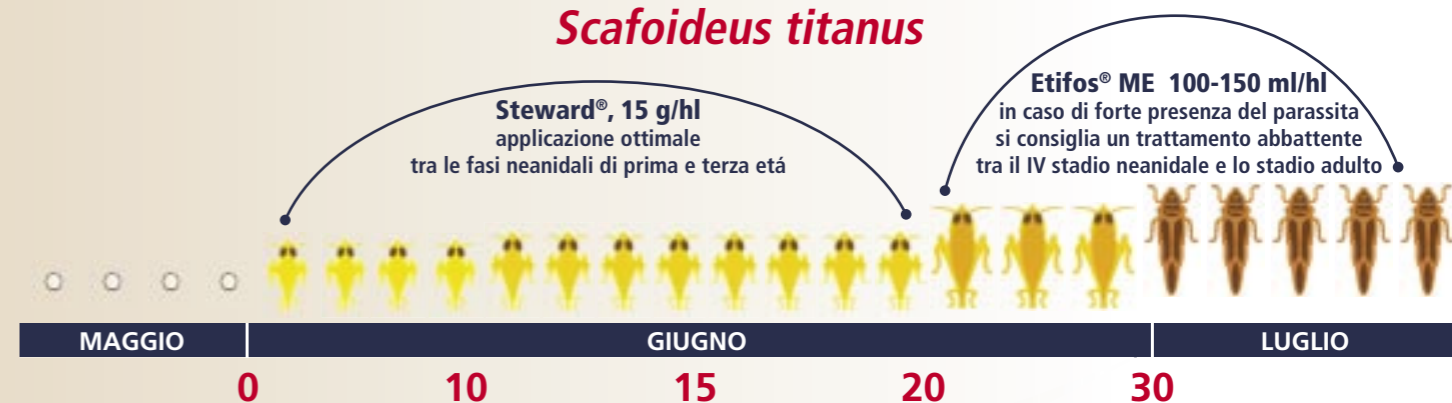 Scafoideus titanus
Steward®, 15 g/hl
applicazione ottimale
tra le fasi neanidali di prima e terza etá
Etifos® ME 100-150 ml/hl
in caso di forte presenza del parassita
si consiglia un trattamento abbattente
tra il IV stadio neanidale e lo stadio adulto
MAGGIO GIUGNO LUGLIO
0 10 15 20 30